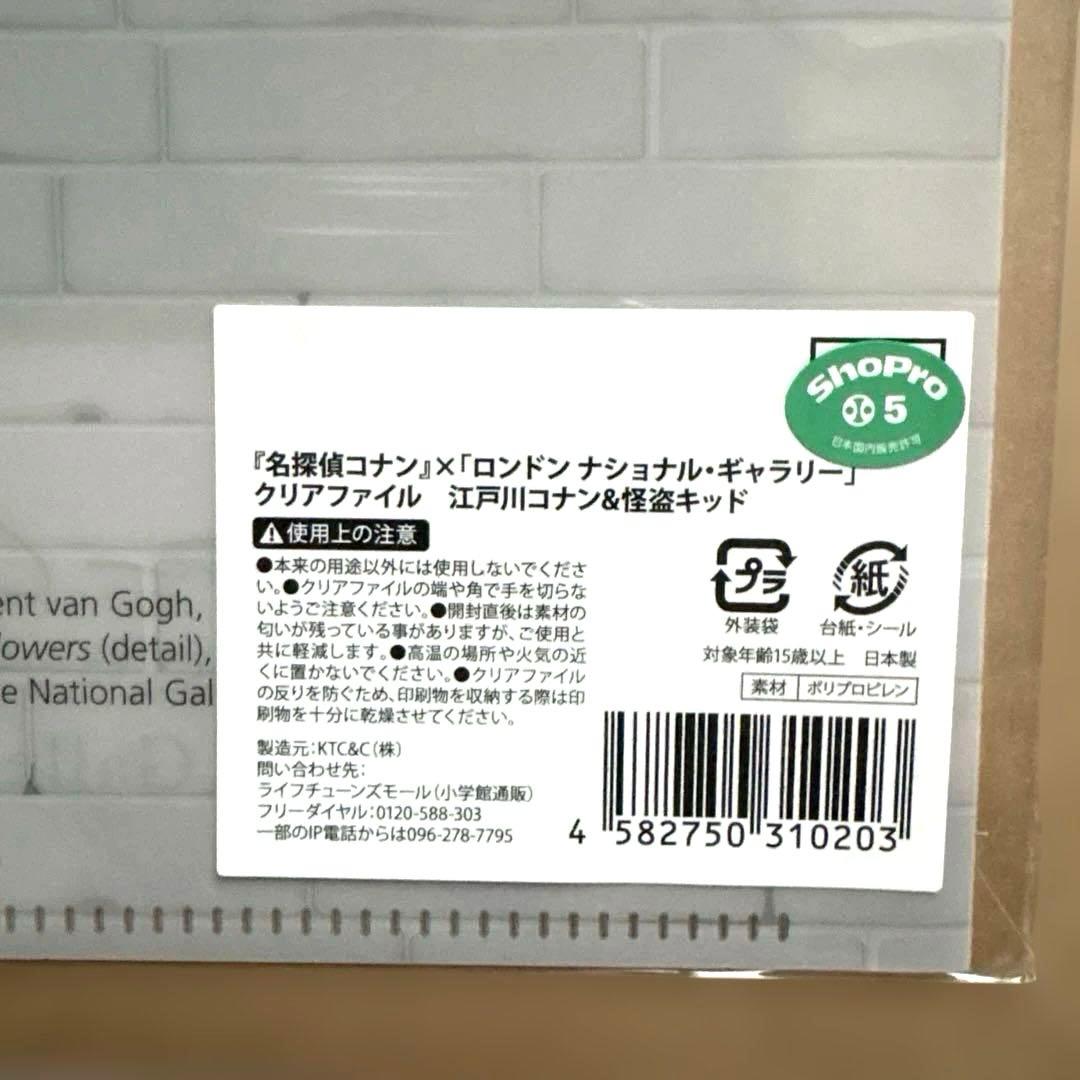 ShoPro
5
日本国内販売許可
『名探偵コナン』×「ロンドン ナショナル・ギャラリー」
クリアファイル 江戸川コナン&怪盗キッド
使用上の注意
●本来の用途以外には使用しないでくださ
い。●クリアファイルの端や角で手を切らな
いようご注意ください。●開封直後は素材の
匂いが残っている事がありますが、ご使用と
共に軽減します。●高温の場所や火気の近
くに置かないでください。●クリアファイル
の反りを防ぐため、印刷物を収納する際は印
刷物を十分に乾燥させてください。
製造元:KTC&C(株)
問い合わせ先:
ライフチューンズモール(小学館通販)
フリーダイヤル:0120-588-303
一部のIP電話からは096-278-7795
プラ
外装袋
紙
台紙・シール
対象年齢15歳以上 日本製
素材 ポリプロピレン
4 582750 310203
ent van Gogh,
lowers (detail),
e National Gal